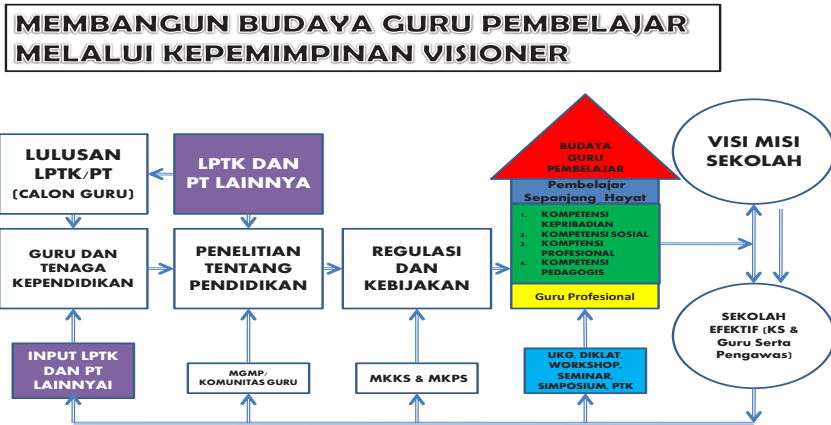 MEMBANGUN BUDAYA GURU PEMBELAJAR
MELALUI KEPEMIMPINAN VISIONER
LULUSAN
LPTK/PT
(CALON GURU)
LPTK DAN
PT LAINNYA
BUDAYA
GURU
PEMBELAJAR
Pembelajar
Sepanjang Hayat
1. KOMPETENSI
KEPRIBADIAN
2. KOMPETENSI SOSIAL
3. KOMPTENSI
PROFESIONAL
4. KOMPETENSI
PEDAGOGIS
Guru Profesional
VISI MISI
SEKOLAH
GURU DAN
TENAGA
KEPENDIDIKAN
PENELITIAN
TENTANG
PENDIDIKAN
REGULASI
DAN
KEBIJAKAN
SEKOLAH
EFEKTIF (KS &
Guru Serta
Pengawas)
INPUT LPTK
DAN PT
LAINNYAI
MGMP/
KOMUNITAS GURU
MKKS & MKPS
UKG, DIKLAT,
WORKSHOP,
SEMINAR,
SIMPOSIUM, PTK